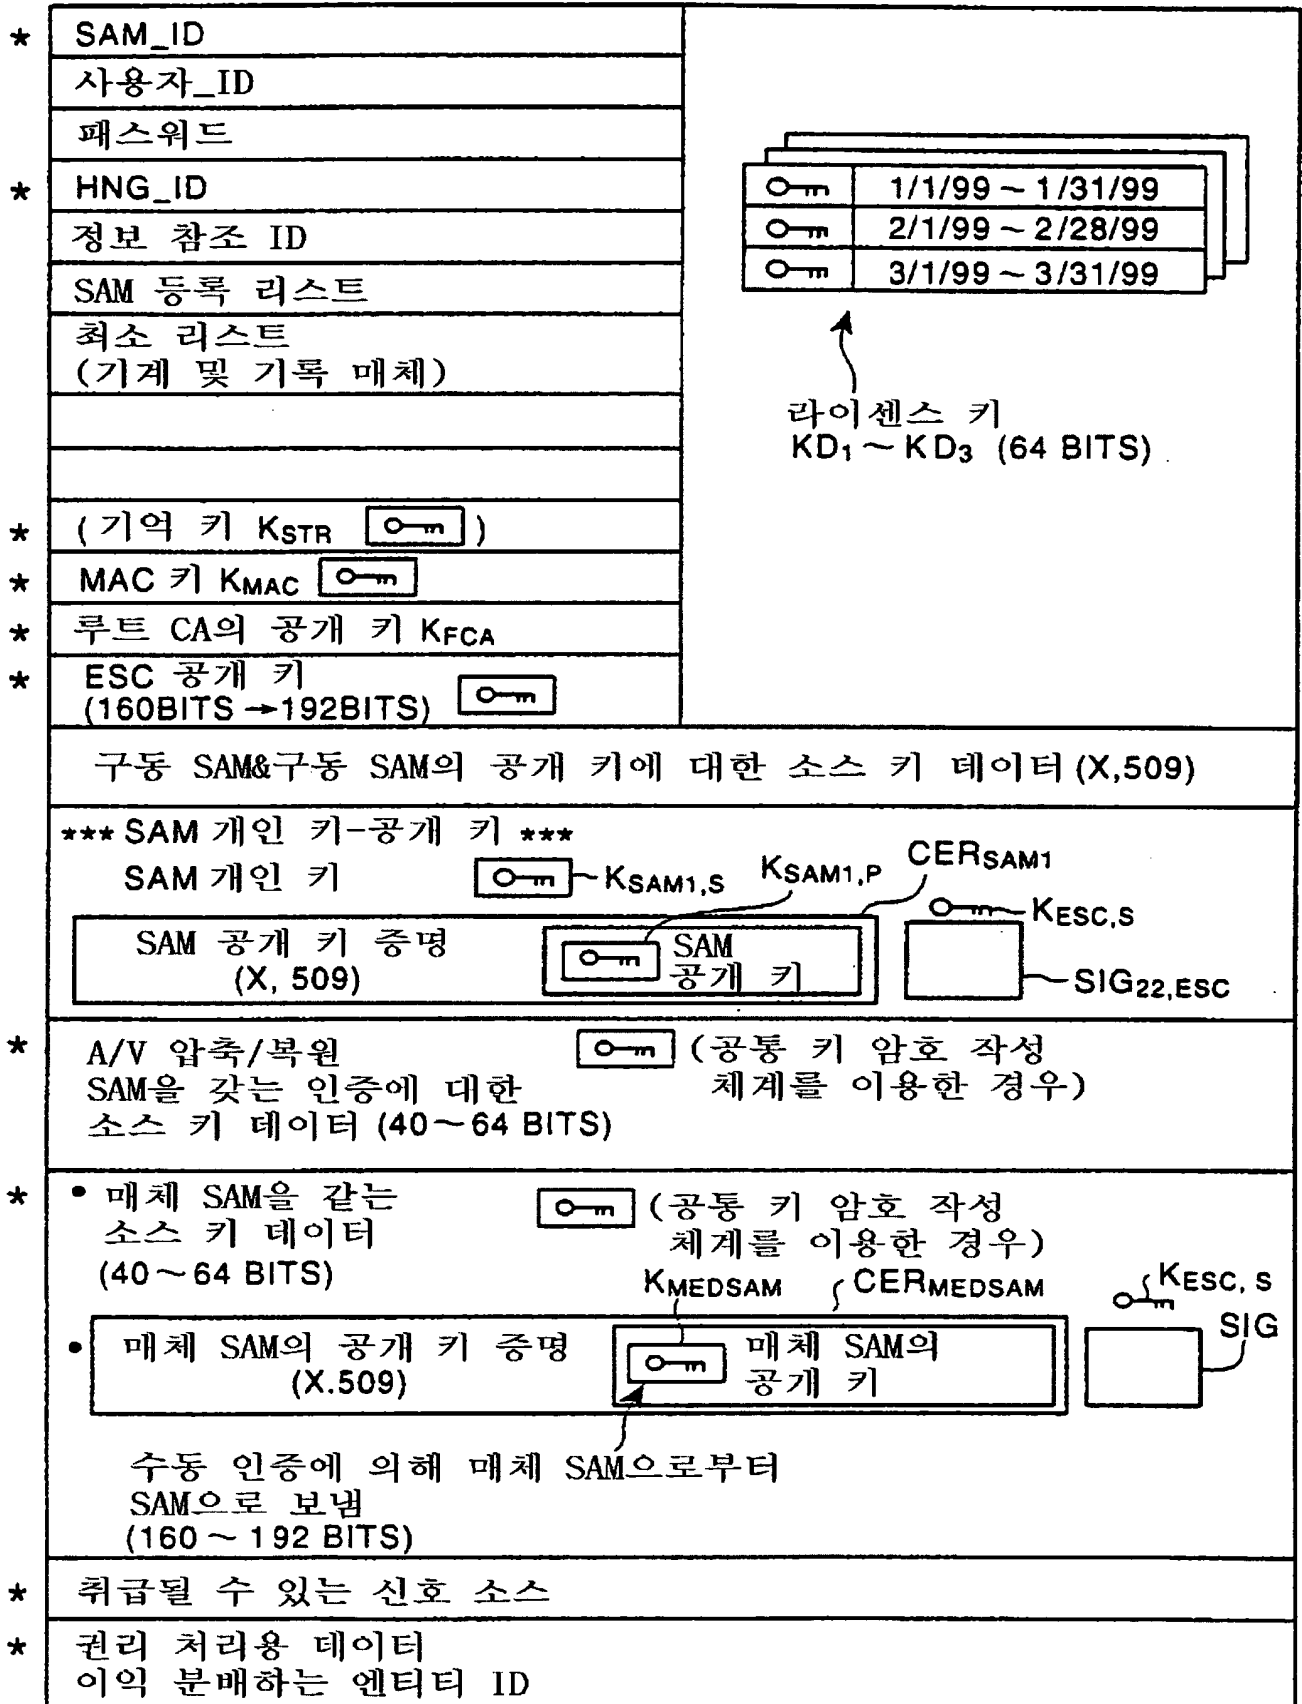 * SAM_ID
사용자_ID
패스워드
* HNG_ID
정보 참조 ID
SAM 등록 리스트
최소 리스트
(기계 및 기록 매체)
* (기억 키 KSTR )
* MAC 키 KMAC
* 루트 CA의 공개 키 KFCA
* ESC 공개 키
(160BITS→192BITS)
1/1/99～1/31/99
2/1/99～2/28/99
3/1/99～3/31/99
라이센스 키
KD1～KD3 (64 BITS)
구동 SAM&구동 SAM의 공개 키에 대한 소스 키 데이터 (X,509)
*** SAM 개인 키-공개 키 ***
SAM 개인 키
KSAM1,S
KSAM1,P
CERSAM1
KESC,S
SAM 공개 키 증명
(X, 509)
SAM
공개 키
SIG22,ESC
* A/V 압축/복원
SAM을 갖는 인증에 대한
소스 키 데이터 (40～64 BITS)
(공통 키 암호 작성
체계를 이용한 경우)
* • 매체 SAM을 같는
소스 키 데이터
(40～64 BITS)
(공통 키 암호 작성
체계를 이용한 경우)
KMEDSAM
CERMEDSAM
KESC, S
SIG
• 매체 SAM의 공개 키 증명
(X.509)
매체 SAM의
공개 키
수동 인증에 의해 매체 SAM으로부터
SAM으로 보냄
(160～192 BITS)
* 취급될 수 있는 신호 소스
* 권리 처리용 데이터
이익 분배하는 엔티티 ID